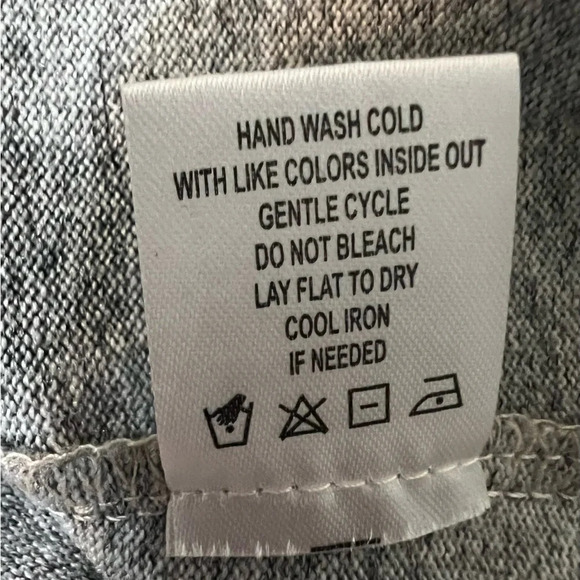 HAND WASH COLD
WITH LIKE COLORS INSIDE OUT
GENTLE CYCLE
DO NOT BLEACH
LAY FLAT TO DRY
COOL IRON
IF NEEDED